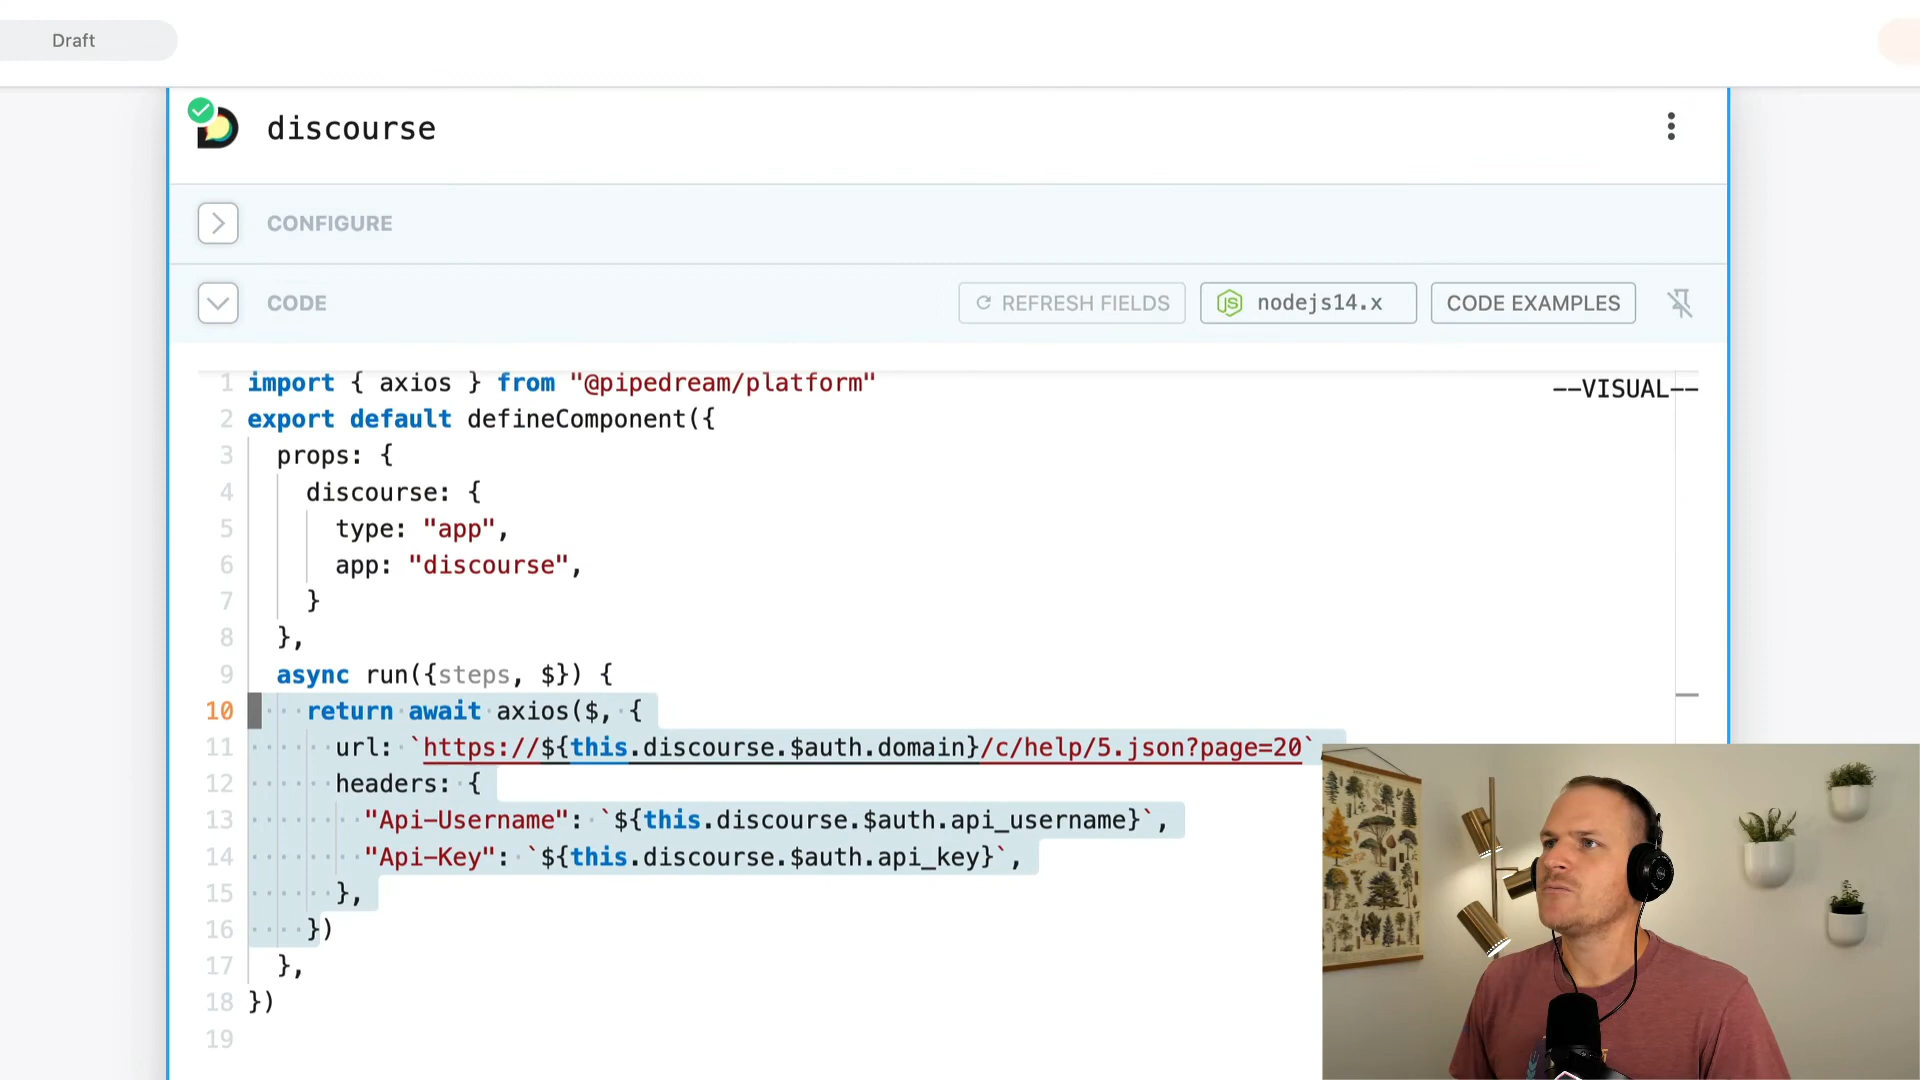 Draft
discourse
CONFIGURE
CODE
REFRESH FIELDS
nodejs14.x
CODE EXAMPLES
--VISUAL--
1 import { axios } from "@pipedream/platform"
2 export default defineComponent({
3 props: {
4 discourse: {
5 type: "app",
6 app: "discourse",
7 }
8 },
9 async run({steps, $}) {
10 return await axios($, {
11 url: `https://${this.discourse.$auth.domain}/c/help/5.json?page=20`,
12 headers: {
13 "Api-Username": `${this.discourse.$auth.api_username}`,
14 "Api-Key": `${this.discourse.$auth.api_key}`,
15 },
16 })
17 },
18 })
19